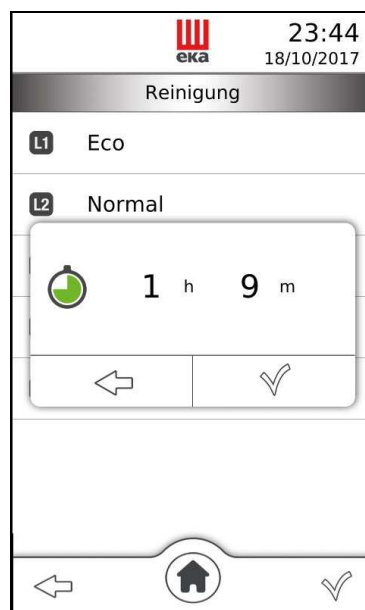 23:44
eka
18/10/2017
Reinigung
L1 Eco
L2 Normal
1 h 9 m